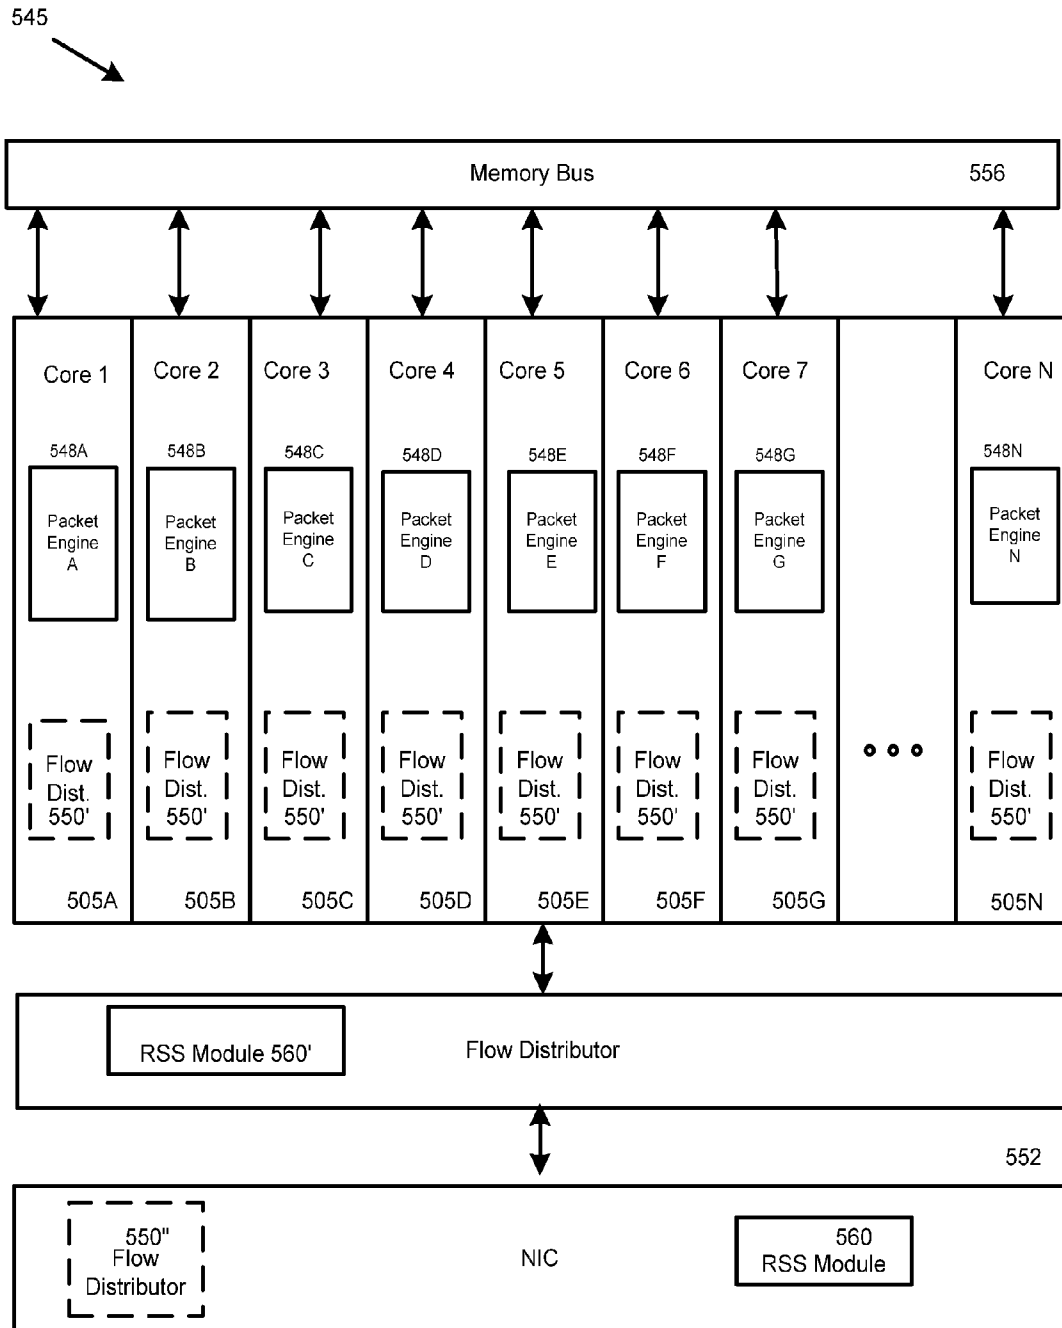 545
Memory Bus 556
Core 1 Core 2 Core 3 Core 4 Core 5 Core 6 Core 7 Core N
548A 548B 548C 548D 548E 548F 548G 548N
Packet Engine A
Packet Engine B
Packet Engine C
Packet Engine D
Packet Engine E
Packet Engine F
Packet Engine G
Packet Engine N
Flow Dist. 550'
Flow Dist. 550'
Flow Dist. 550'
Flow Dist. 550'
Flow Dist. 550'
Flow Dist. 550'
Flow Dist. 550'
Flow Dist. 550'
505A 505B 505C 505D 505E 505F 505G 505N
RSS Module 560' Flow Distributor
552
550"
Flow
Distributor
NIC
560
RSS Module